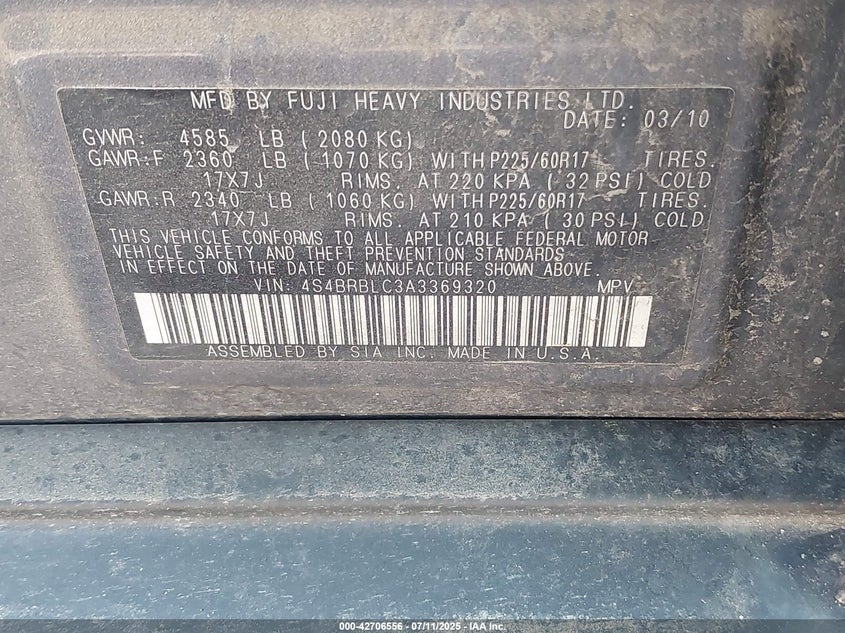 MFD BY FUJI HEAVY INDUSTRIES LTD.
DATE: 03/10
GVWR: 4585 LB ( 2080 KG)
GAWR:F 2360 LB ( 1070 KG) WITH P225/60R17 TIRES.
17X7J RIMS. AT 220 KPA ( 32 PSI) COLD
GAWR:R 2340 LB ( 1060 KG) WITH P225/60R17 TIRES.
17X7J RIMS. AT 210 KPA ( 30 PSI) COLD
THIS VEHICLE CONFORMS TO ALL APPLICABLE FEDERAL MOTOR
VEHICLE SAFETY AND THEFT PREVENTION STANDARDS
IN EFFECT ON THE DATE OF MANUFACTURE SHOWN ABOVE.
VIN: 4S4BRBLC3A3369320 MPV
ASSEMBLED BY SIA INC. MADE IN U.S.A.
000-42706556 - 07/11/2025 - IAA Inc.